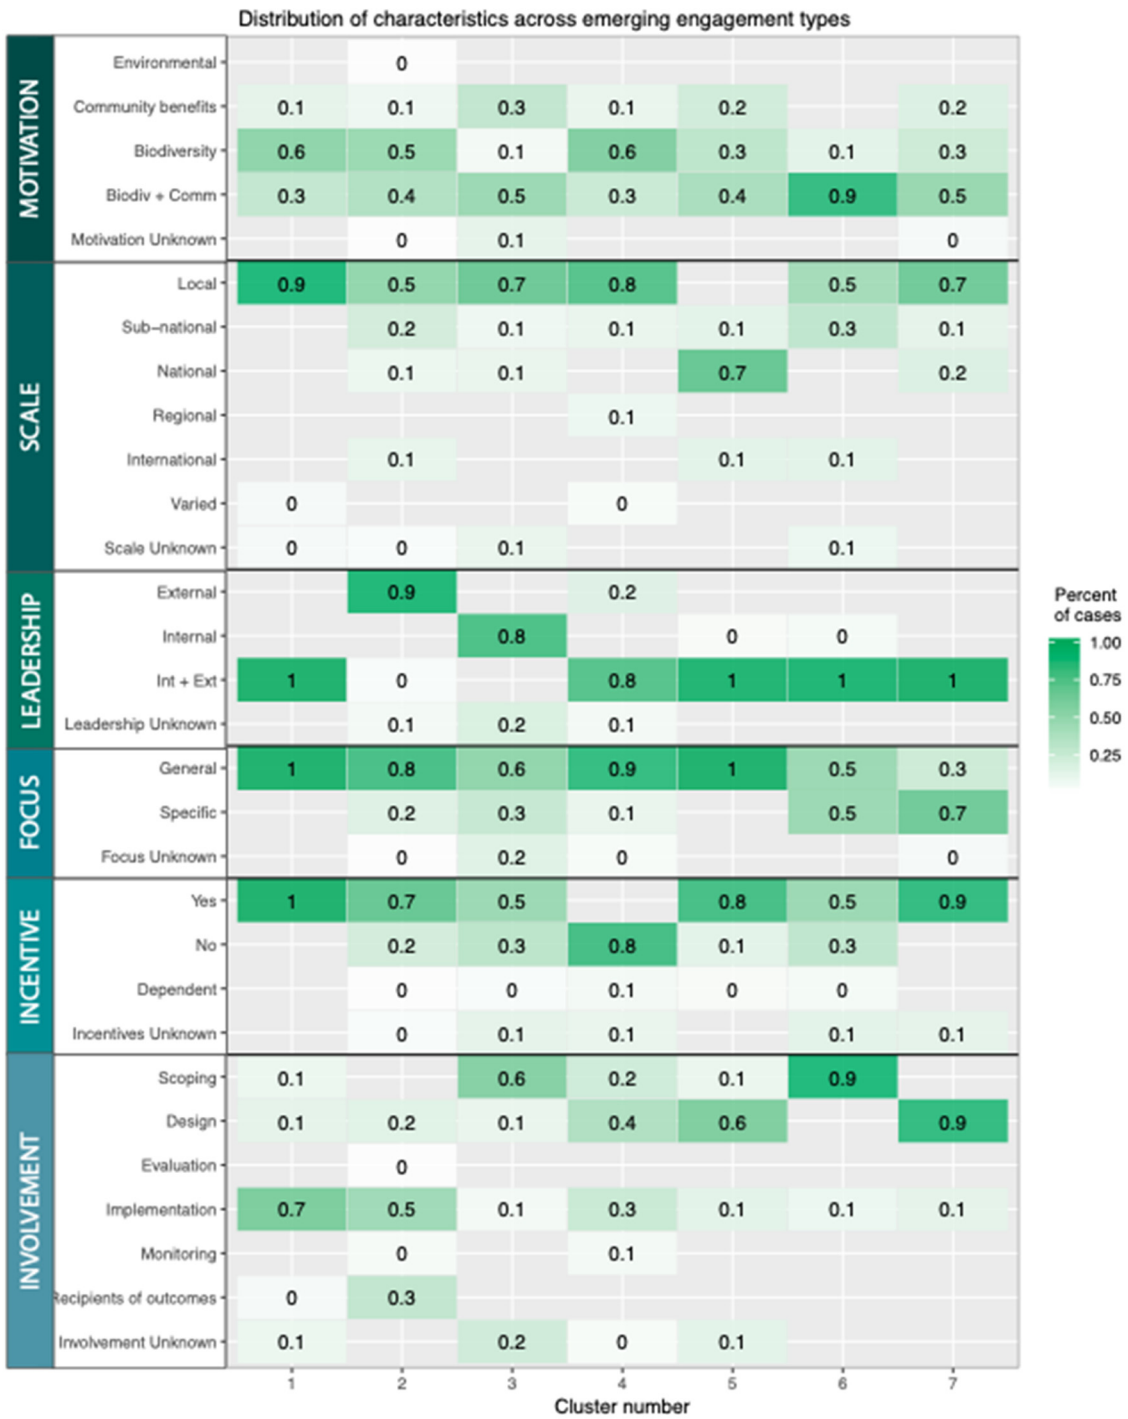 Distribution of characteristics across emerging engagement types
MOTIVATION
Environmental 0
Community benefits 0.1 0.1 0.3 0.1 0.2 0.2
Biodiversity 0.6 0.5 0.1 0.6 0.3 0.1 0.3
Biodiv + Comm 0.3 0.4 0.5 0.3 0.4 0.9 0.5
Motivation Unknown 0 0.1 0
SCALE
Local 0.9 0.5 0.7 0.8 0.5 0.7
Sub-national 0.2 0.1 0.1 0.1 0.3 0.1
National 0.1 0.1 0.7 0.2
Regional 0.1
International 0.1 0.1 0.1
Varied 0 0
Scale Unknown 0 0 0.1 0.1
LEADERSHIP
External 0.9 0.2
Internal 0.8 0 0
Int + Ext 1 0 0.8 1 1 1
Leadership Unknown 0.1 0.2 0.1
FOCUS
General 1 0.8 0.6 0.9 1 0.5 0.3
Specific 0.2 0.3 0.1 0.5 0.7
Focus Unknown 0 0.2 0 0
INCENTIVE
Yes 1 0.7 0.5 0.8 0.5 0.9
No 0.2 0.3 0.8 0.1 0.3
Dependent 0 0 0.1 0 0
Incentives Unknown 0 0.1 0.1 0.1 0.1
INVOLVEMENT
Scoping 0.1 0.6 0.2 0.1 0.9
Design 0.1 0.2 0.1 0.4 0.6 0.9
Evaluation 0
Implementation 0.7 0.5 0.1 0.3 0.1 0.1 0.1
Monitoring 0 0.1
Recipients of outcomes 0 0.3
Involvement Unknown 0.1 0.2 0 0.1
1 2 3 4 5 6 7
Cluster number
Percent
of cases
1.00
0.75
0.50
0.25